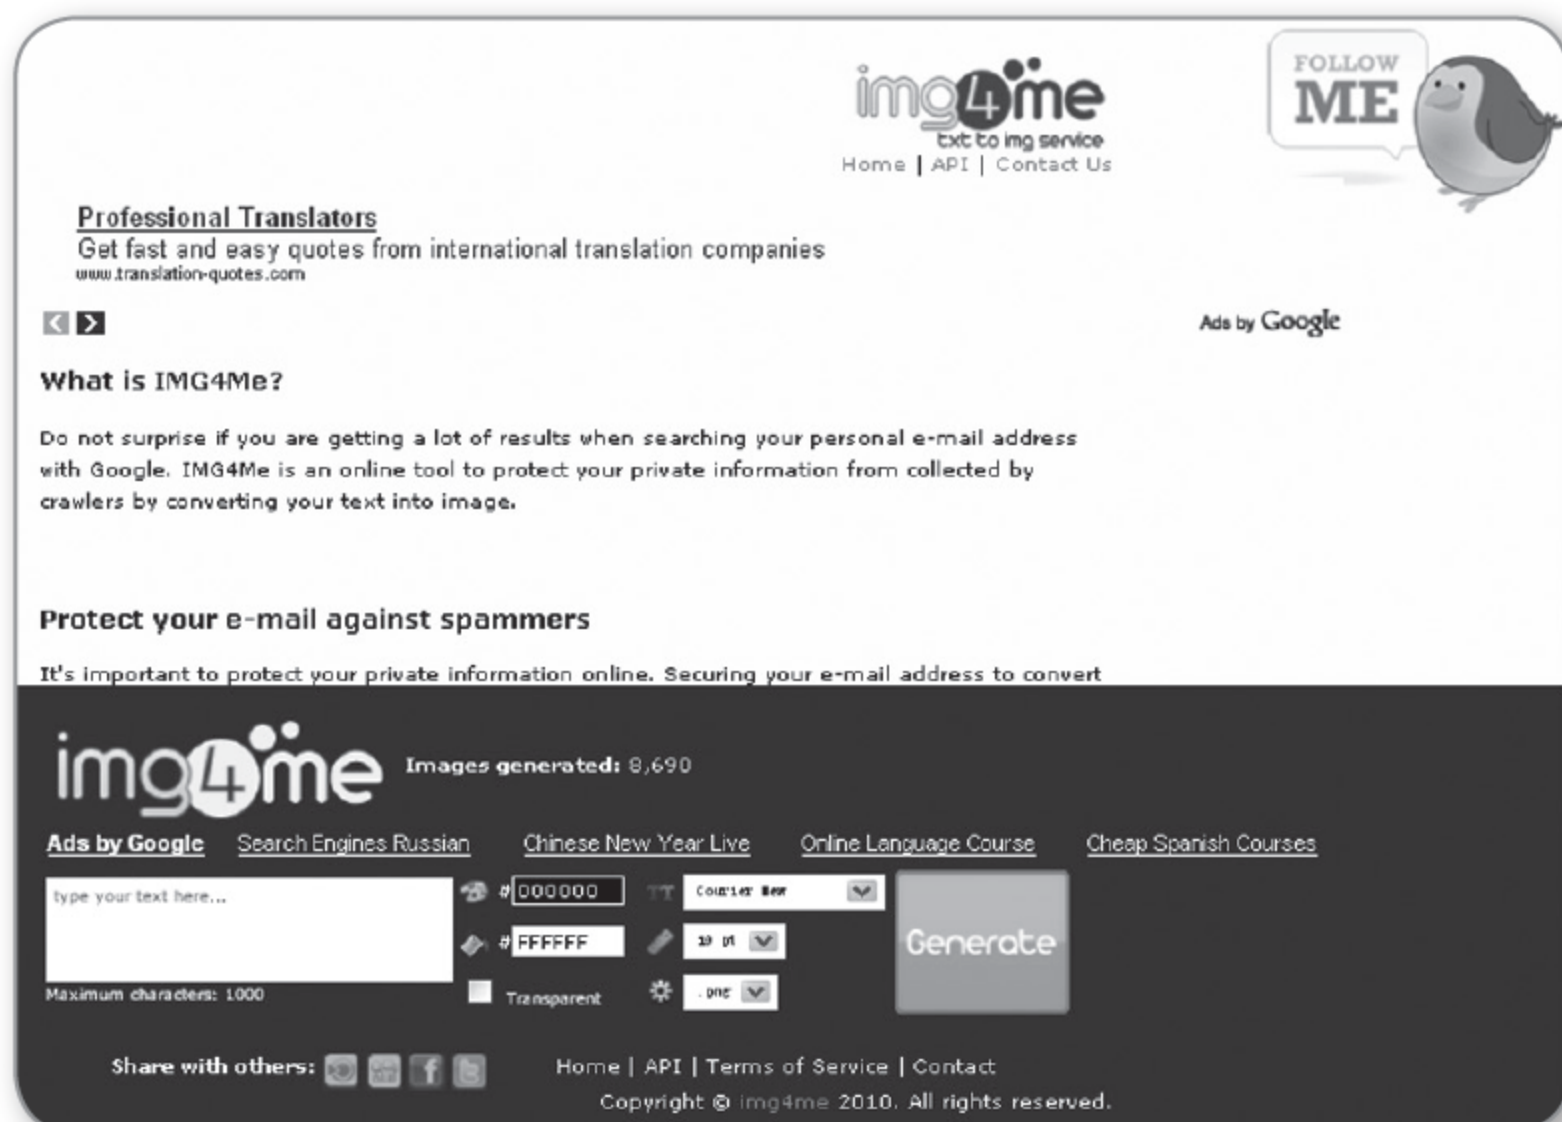 img4me
txt to img service
Home | API | Contact Us
FOLLOW
ME
Professional Translators
Get fast and easy quotes from international translation companies
www.translation-quotes.com
Ads by Google
What is IMG4Me?
Do not surprise if you are getting a lot of results when searching your personal e-mail address
with Google. IMG4Me is an online tool to protect your private information from collected by
crawlers by converting your text into image.
Protect your e-mail against spammers
It's important to protect your private information online. Securing your e-mail address to convert
img4me Images generated: 8,690
Ads by Google Search Engines Russian Chinese New Year Live Online Language Course Cheap Spanish Courses
type your text here... #000000 TT Courier New
#FFFFFF 10 pt Generate
Maximum characters: 1000 Transparent .png
Share with others: Home | API | Terms of Service | Contact
Copyright © img4me 2010. All rights reserved.